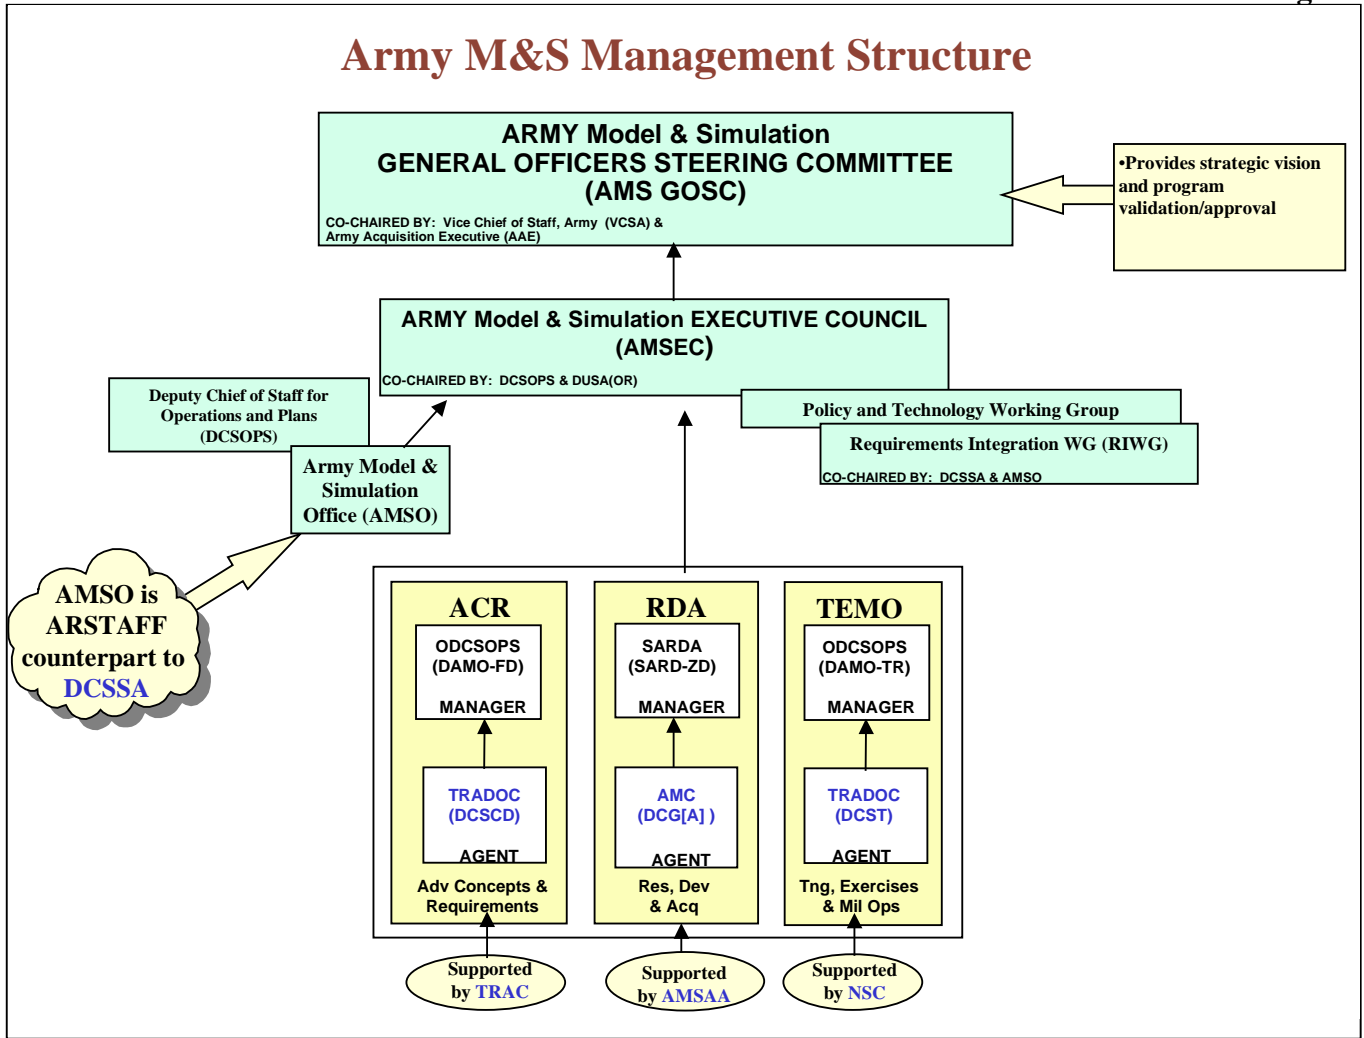 Army M&S Management Structure
ARMY Model & Simulation
GENERAL OFFICERS STEERING COMMITTEE
(AMS GOSC)
CO-CHAIRED BY: Vice Chief of Staff, Army (VCSA) &
Army Acquisition Executive (AAE)
•Provides strategic vision
and program
validation/approval
ARMY Model & Simulation EXECUTIVE COUNCIL
(AMSEC)
CO-CHAIRED BY: DCSOPS & DUSA(OR)
Deputy Chief of Staff for
Operations and Plans
(DCSOPS)
Policy and Technology Working Group
Requirements Integration WG (RIWG)
CO-CHAIRED BY: DCSSA & AMSO
Army Model &
Simulation
Office (AMSO)
AMSO is
ARSTAFF
counterpart to
DCSSA
ACR
ODCSOPS
(DAMO-FD)
MANAGER
TRADOC
(DCSCD)
AGENT
Adv Concepts &
Requirements
RDA
SARDA
(SARD-ZD)
MANAGER
AMC
(DCG[A] )
AGENT
Res, Dev
& Acq
TEMO
ODCSOPS
(DAMO-TR)
MANAGER
TRADOC
(DCST)
AGENT
Tng, Exercises
& Mil Ops
Supported
by TRAC
Supported
by AMSAA
Supported
by NSC